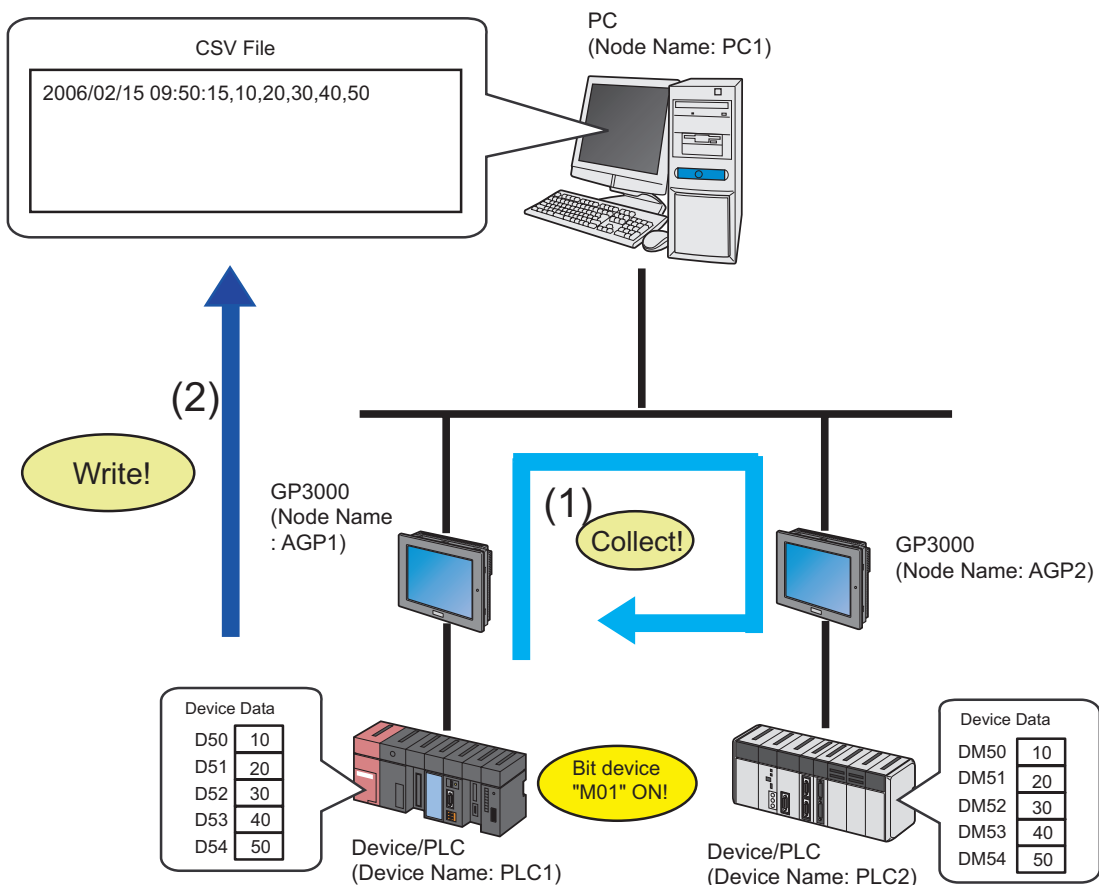 PC
(Node Name: PC1)
CSV File
2006/02/15 09:50:15,10,20,30,40,50
(2)
Write!
GP3000
(Node Name
: AGP1)
(1)
Collect!
GP3000
(Node Name: AGP2)
Device Data
D50 10
D51 20
D52 30
D53 40
D54 50
Bit device
"M01" ON!
Device Data
DM50 10
DM51 20
DM52 30
DM53 40
DM54 50
Device/PLC
(Device Name: PLC1)
Device/PLC
(Device Name: PLC2)